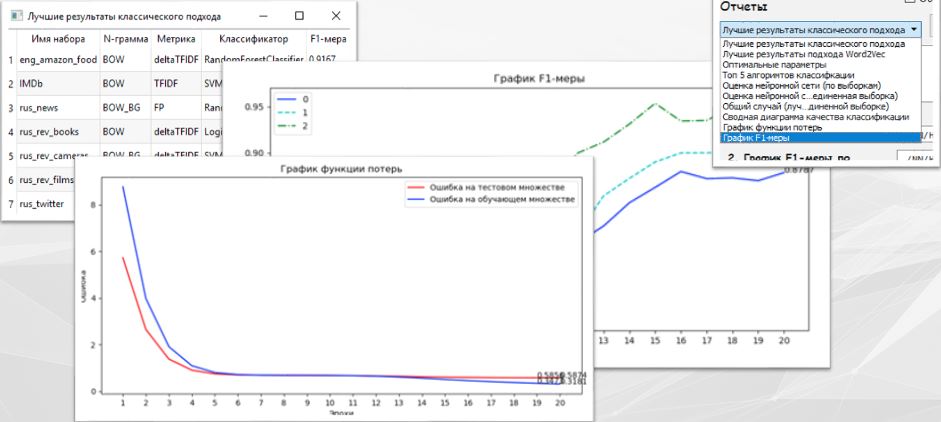 Лучшие результаты классического подхода
Имя набора N-грамма Метрика Классификатор F1-мера
1 eng_amazon_food BOW deltaTFIDF RandomForestClassifier 0.9167
2 IMDb BOW TFIDF SVM
3 rus_news BOW_BG FP
4 rus_rev_books BOW deltaTFIDF
5 rus_rev_cameras BOW_BG deltaTFIDF
6 rus_rev_films
7 rus_twitter
График F1-меры
0.95
0.90
0
1
2
13 14 15 16 17 18 19 20
0.8787
График функции потерь
Ошибка на тестовом множестве
Ошибка на обучающем множестве
Ошибка
8
6
4
2
0
0.5856 0.5874
0.3473 0.3181
1 2 3 4 5 6 7 8 9 10 11 12 13 14 15 16 17 18 19 20
Эпохи
Отчеты
Лучшие результаты классического подхода
Лучшие результаты классического подхода
Лучшие результаты подхода Word2Vec
Оптимальные параметры
Топ 5 алгоритмов классификации
Оценка нейронной сети (по выборкам)
Оценка нейронной с...единенная выборка)
Общий случай (луч...диненной выборке)
Сводная диаграмма качества классификации
График функции потерь
График F1-меры
2. График F1-меры по